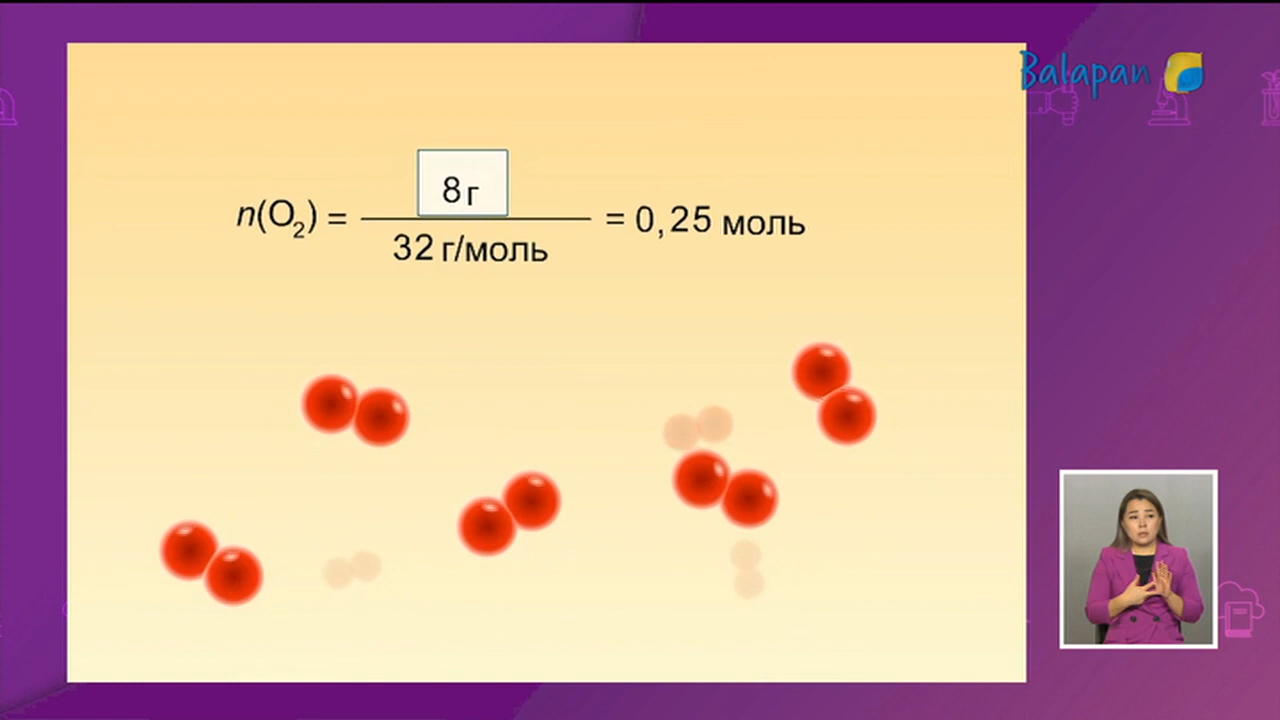 Balapan
8 г
n(O₂) = ——— = 0,25 моль
32 г/моль